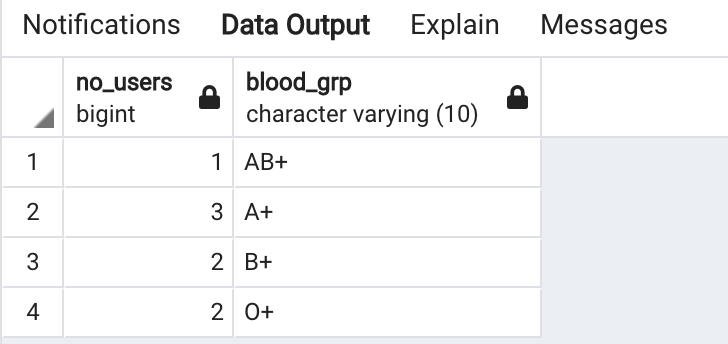 Notifications Data Output Explain Messages
no_users blood_grp
bigint character varying (10)
1 1 AB+
2 3 A+
3 2 B+
4 2 O+